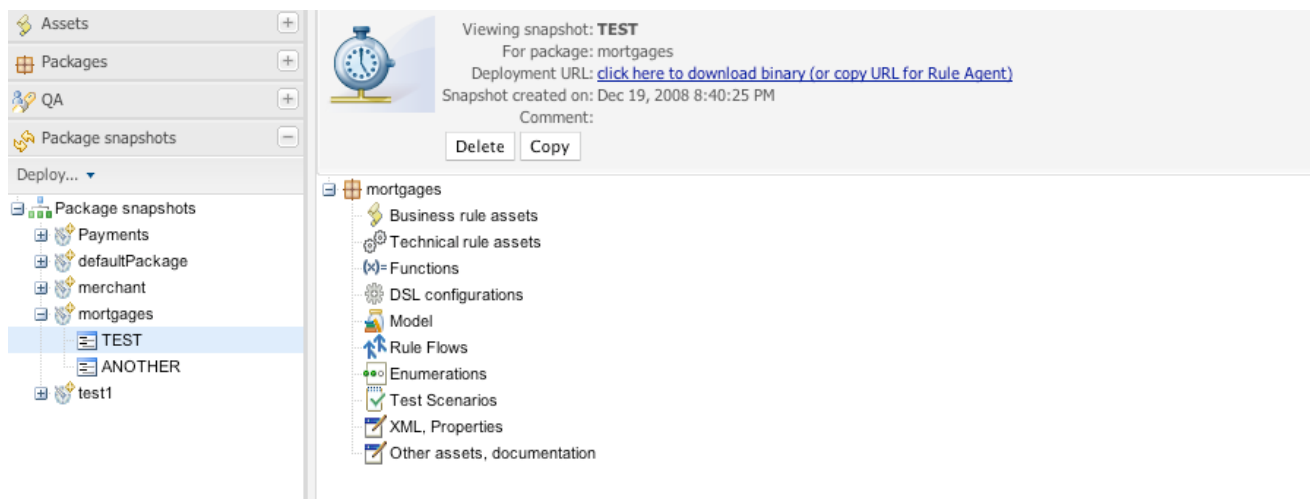 Assets
Packages
QA
Package snapshots
Deploy...
Package snapshots
Payments
defaultPackage
merchant
mortgages
TEST
ANOTHER
test1
Viewing snapshot: TEST
For package: mortgages
Deployment URL: click here to download binary (or copy URL for Rule Agent)
Snapshot created on: Dec 19, 2008 8:40:25 PM
Comment:
Delete Copy
mortgages
Business rule assets
Technical rule assets
(x)= Functions
DSL configurations
Model
Rule Flows
Enumerations
Test Scenarios
XML, Properties
Other assets, documentation